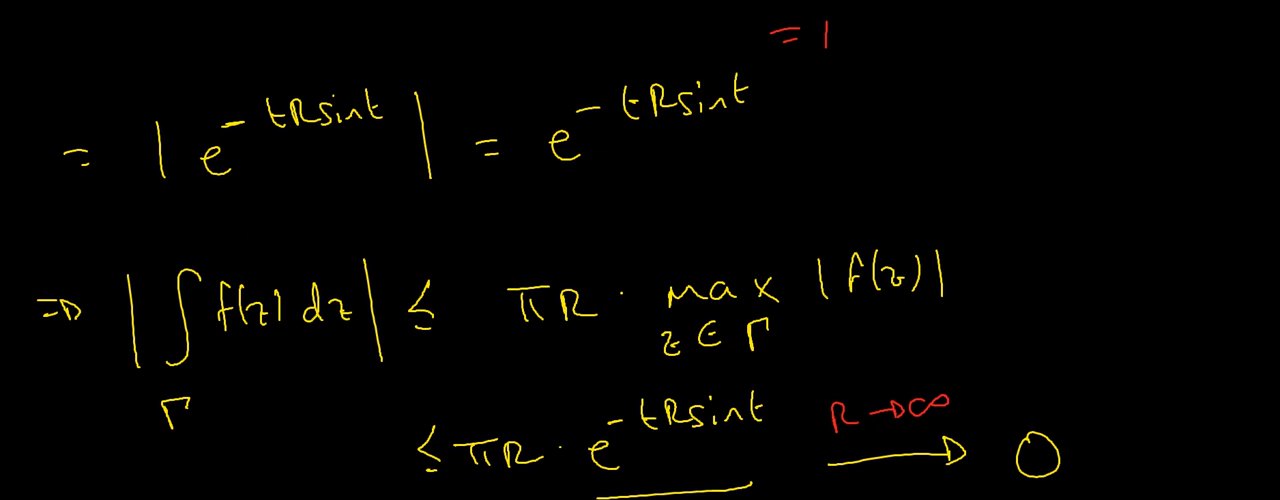 = 1
= | e^{-tRsint} | = e^{-tRsint}
⇒ | ∫_Γ f(z) dz | ≤ πR · max_{z ∈ Γ} |f(z)|
≤ πR · e^{-tRsint} R→∞ ⟶ 0